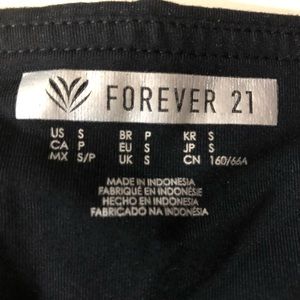 FOREVER 21
US S BR P KR S
CA P EU S JP S
MX S/P UK S CN 160/66A
MADE IN INDONESIA
FABRIQUÉ EN INDONÉSIE
HECHO EN INDONESIA
FABRICADO NA INDONÉSIA